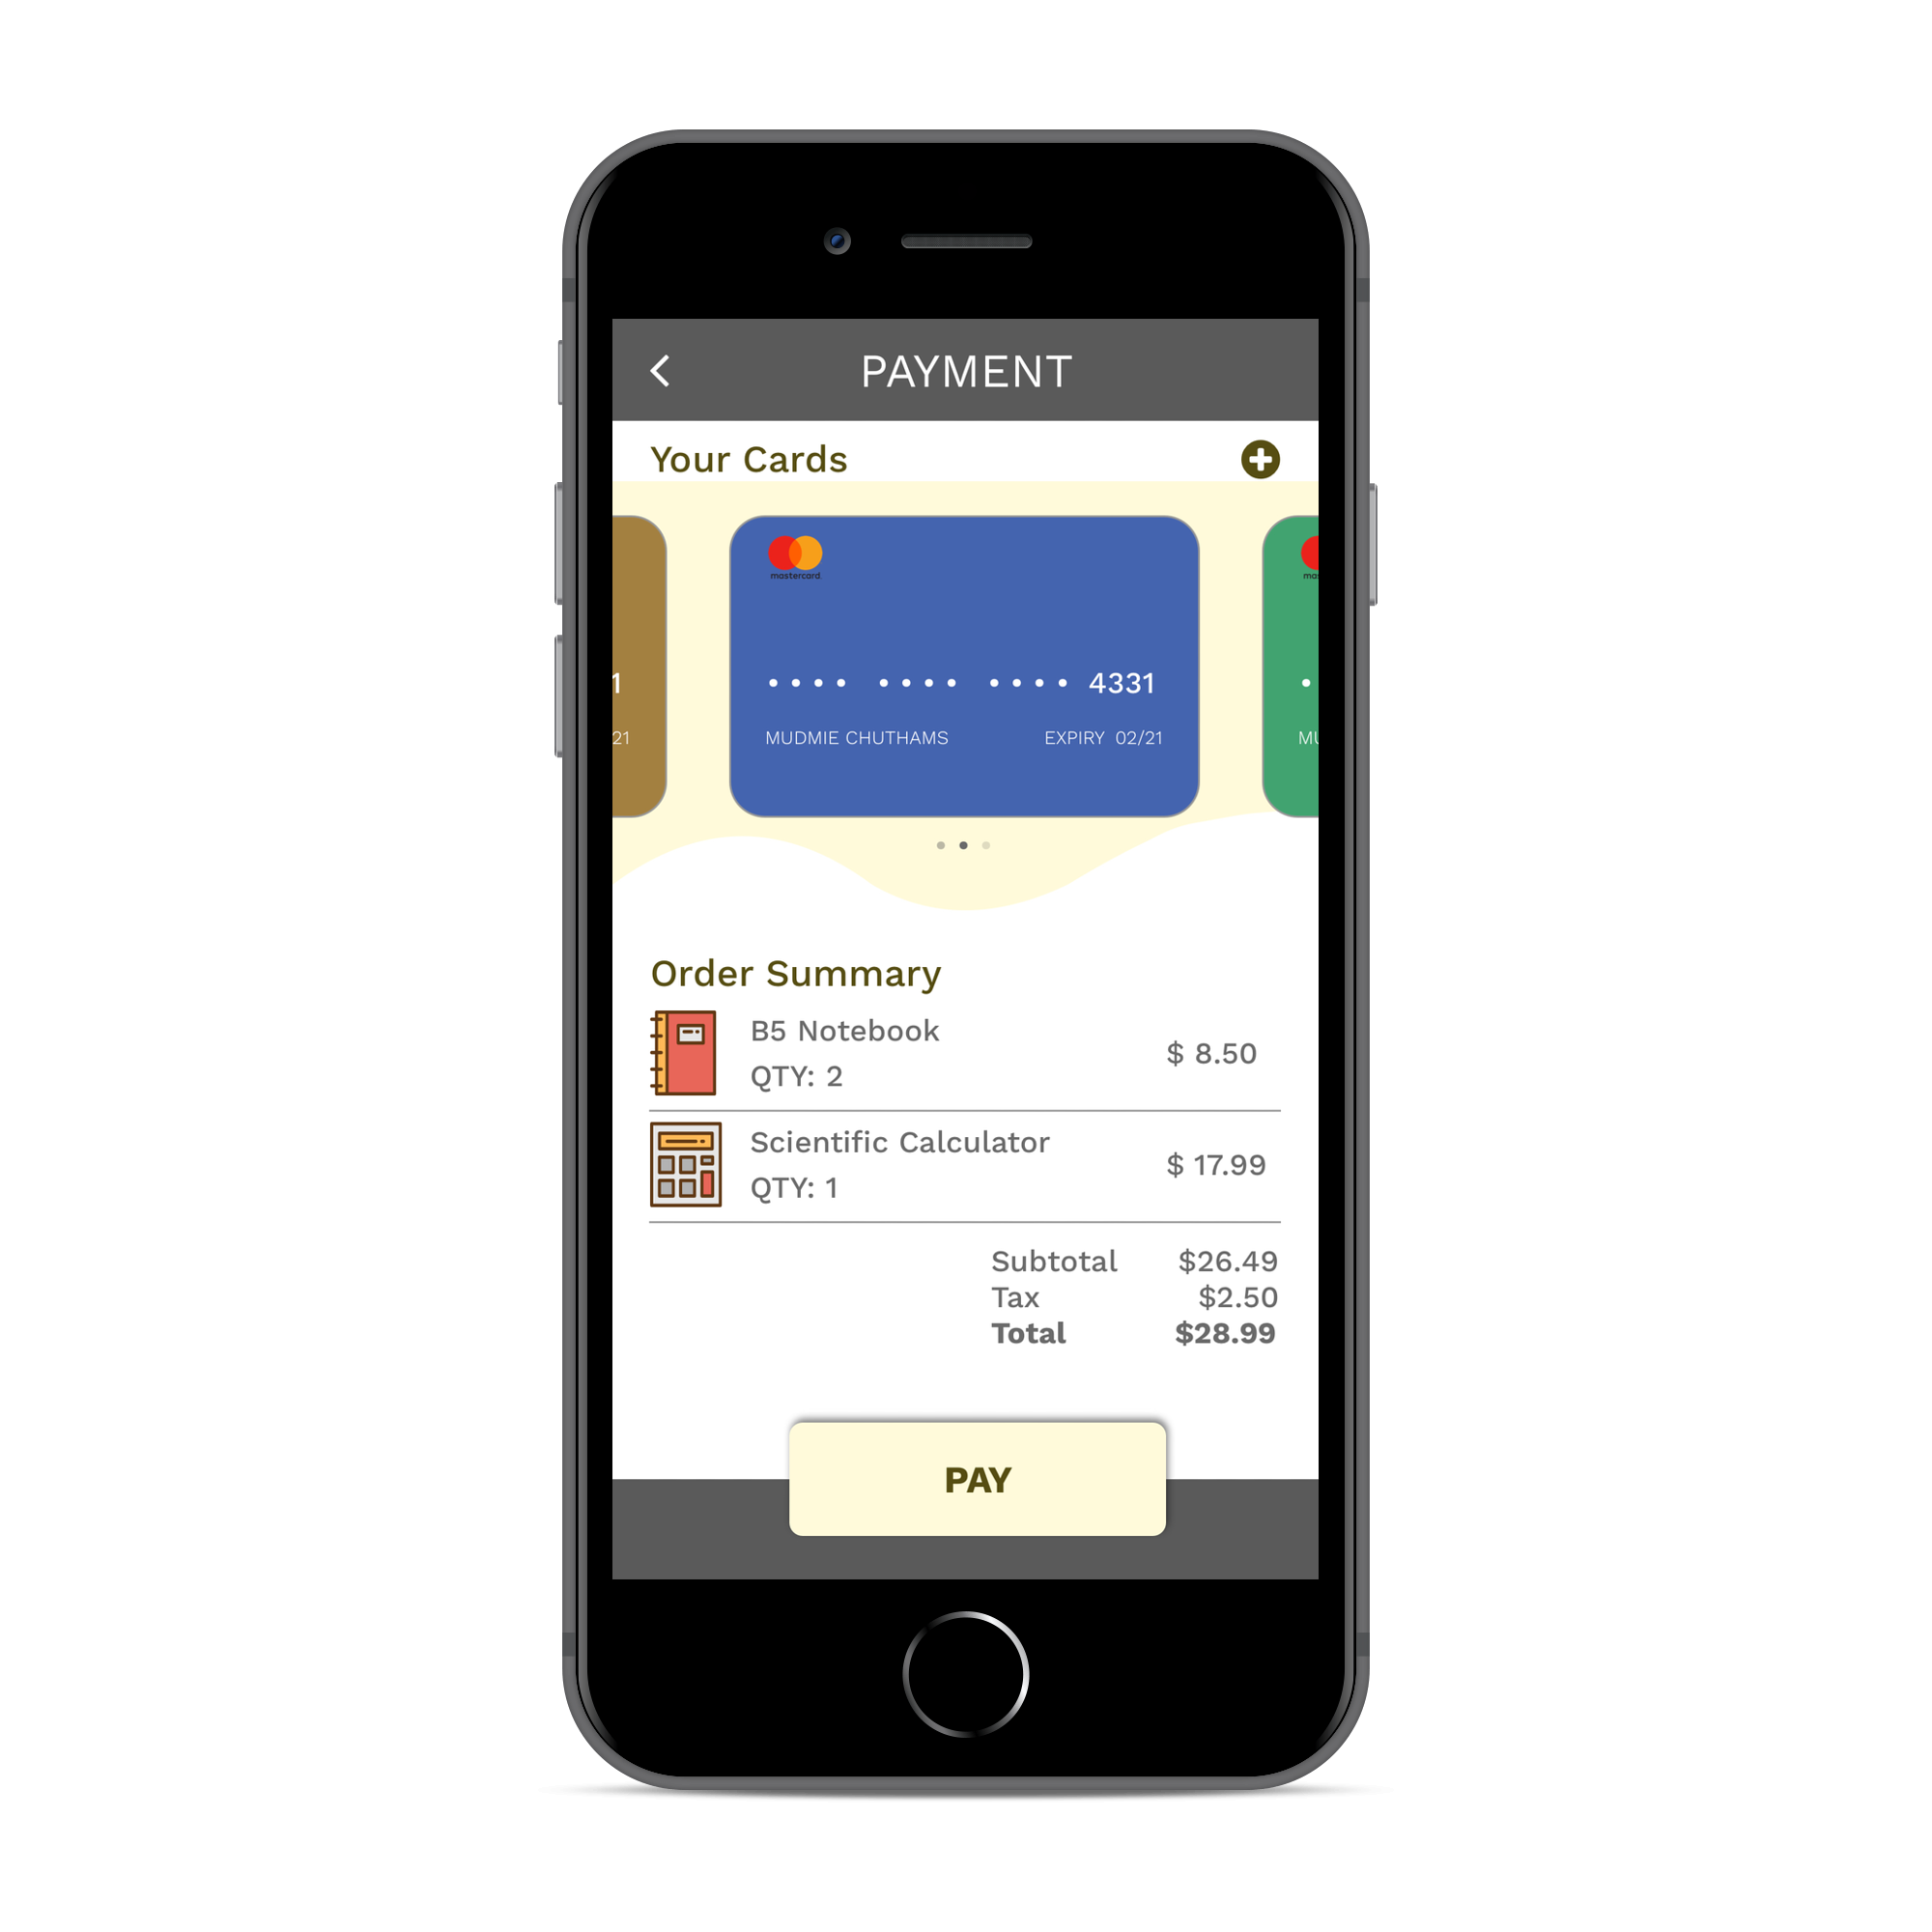 PAYMENT
Your Cards
mastercard
4331
MUDMIE CHUTHAMS EXPIRY 02/21
1
21
mas
MU
Order Summary
B5 Notebook
QTY: 2
$ 8.50
Scientific Calculator
QTY: 1
$ 17.99
Subtotal $26.49
Tax $2.50
Total $28.99
PAY